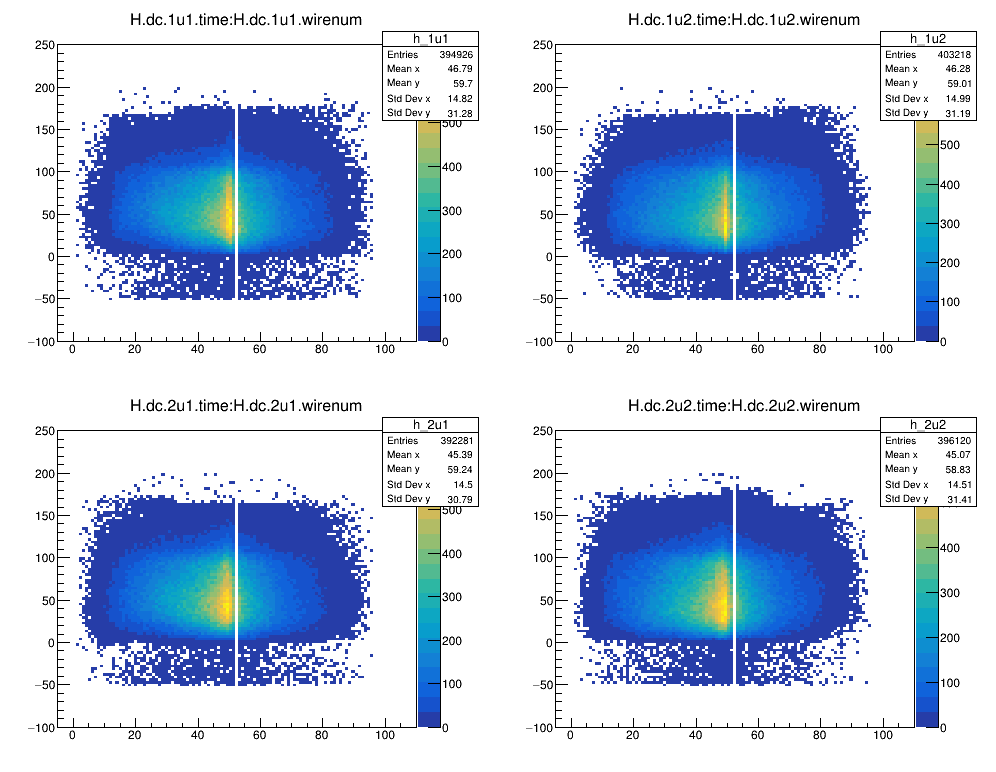 H.dc.1u1.time:H.dc.1u1.wirenum
h_1u1
Entries 394926
Mean x 46.79
Mean y 59.7
Std Dev x 14.82
Std Dev y 31.28
250
200
150
100
50
0
−50
−100
0 20 40 60 80 100
500
400
300
200
100
0
H.dc.1u2.time:H.dc.1u2.wirenum
h_1u2
Entries 403218
Mean x 46.28
Mean y 59.01
Std Dev x 14.99
Std Dev y 31.19
250
200
150
100
50
0
−50
−100
0 20 40 60 80 100
500
400
300
200
100
0
H.dc.2u1.time:H.dc.2u1.wirenum
h_2u1
Entries 392281
Mean x 45.39
Mean y 59.24
Std Dev x 14.5
Std Dev y 30.79
250
200
150
100
50
0
−50
−100
0 20 40 60 80 100
500
400
300
200
100
0
H.dc.2u2.time:H.dc.2u2.wirenum
h_2u2
Entries 396120
Mean x 45.07
Mean y 58.83
Std Dev x 14.51
Std Dev y 31.41
250
200
150
100
50
0
−50
−100
0 20 40 60 80 100
400
300
200
100
0